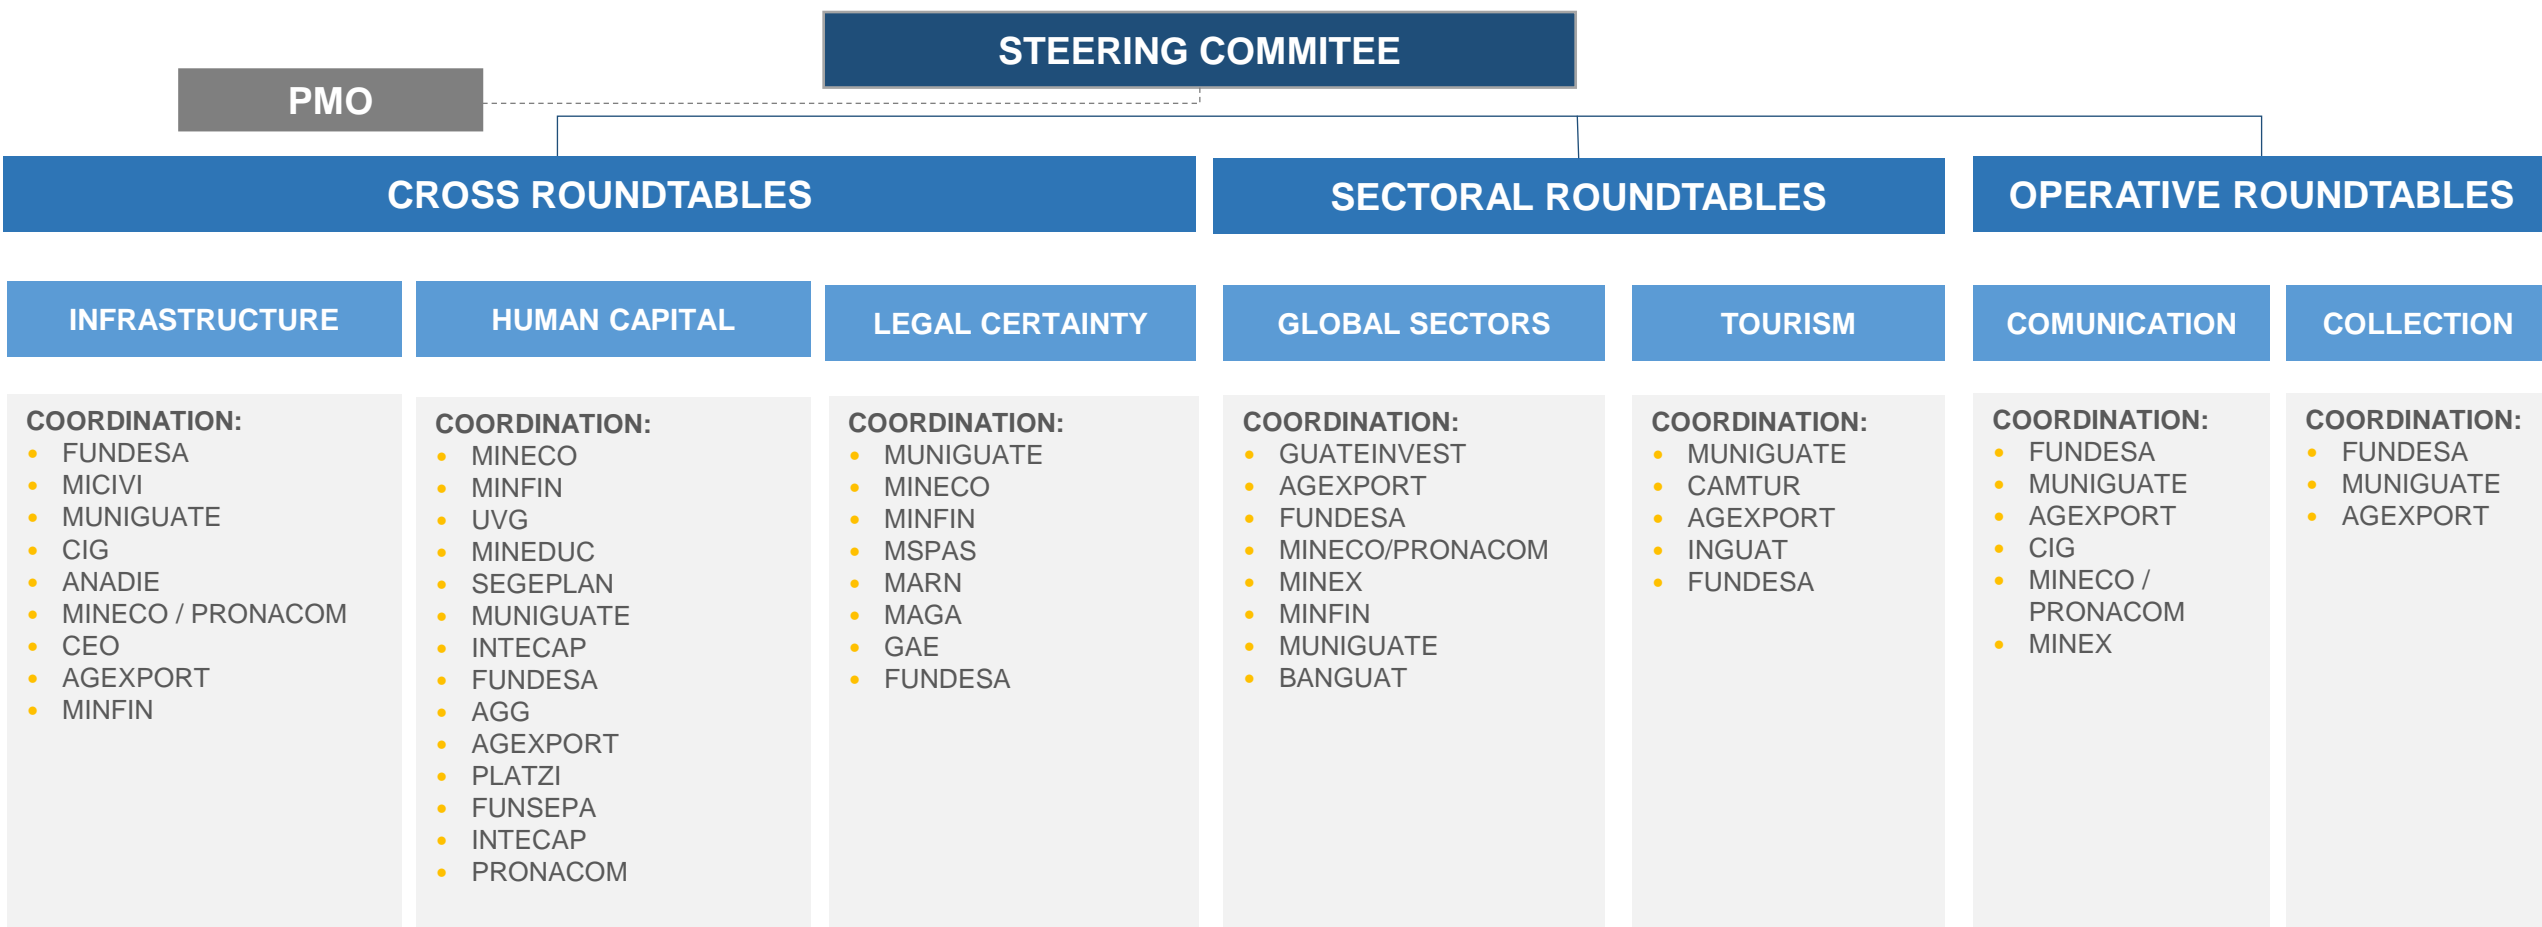 STEERING COMMITEE
PMO
CROSS ROUNDTABLES
SECTORAL ROUNDTABLES
OPERATIVE ROUNDTABLES
INFRASTRUCTURE
HUMAN CAPITAL
LEGAL CERTAINTY
GLOBAL SECTORS
TOURISM
COMUNICATION
COLLECTION
COORDINATION:
• FUNDESA
• MICIVI
• MUNIGUATE
• CIG
• ANADIE
• MINECO / PRONACOM
• CEO
• AGEXPORT
• MINFIN
COORDINATION:
• MINECO
• MINFIN
• UVG
• MINEDUC
• SEGEPLAN
• MUNIGUATE
• INTECAP
• FUNDESA
• AGG
• AGEXPORT
• PLATZI
• FUNSEPA
• INTECAP
• PRONACOM
COORDINATION:
• MUNIGUATE
• MINECO
• MINFIN
• MSPAS
• MARN
• MAGA
• GAE
• FUNDESA
COORDINATION:
• GUATEINVEST
• AGEXPORT
• FUNDESA
• MINECO/PRONACOM
• MINEX
• MINFIN
• MUNIGUATE
• BANGUAT
COORDINATION:
• MUNIGUATE
• CAMTUR
• AGEXPORT
• INGUAT
• FUNDESA
COORDINATION:
• FUNDESA
• MUNIGUATE
• AGEXPORT
• CIG
• MINECO /
PRONACOM
• MINEX
COORDINATION:
• FUNDESA
• MUNIGUATE
• AGEXPORT